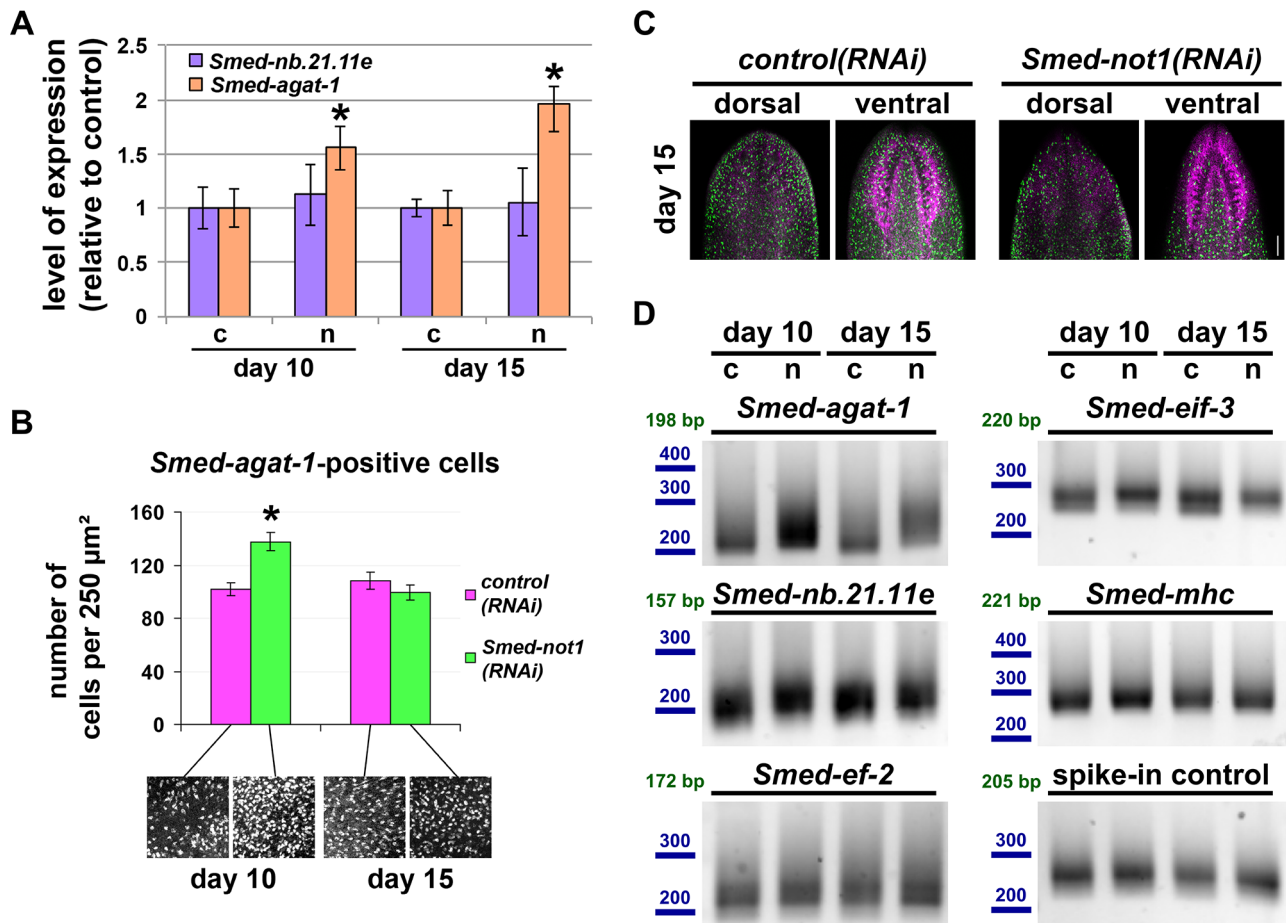 A
level of expression
(relative to control)
2.5
2
1.5
1
0.5
0
Smed-nb.21.11e
Smed-agat-1
*
*
c
n
c
n
day 10
day 15
B
Smed-agat-1-positive cells
number of
cells per 250 µm²
160
120
80
40
0
*
control
(RNAi)
Smed-not1
(RNAi)
day 10
day 15
C
control(RNAi)
Smed-not1(RNAi)
dorsal
ventral
dorsal
ventral
day 15
D
day 10
day 15
c
n
c
n
Smed-agat-1
198 bp
400
300
200
Smed-nb.21.11e
157 bp
300
200
Smed-ef-2
172 bp
300
200
day 10
day 15
c
n
c
n
Smed-eif-3
220 bp
300
200
Smed-mhc
221 bp
400
300
200
spike-in control
205 bp
300
200